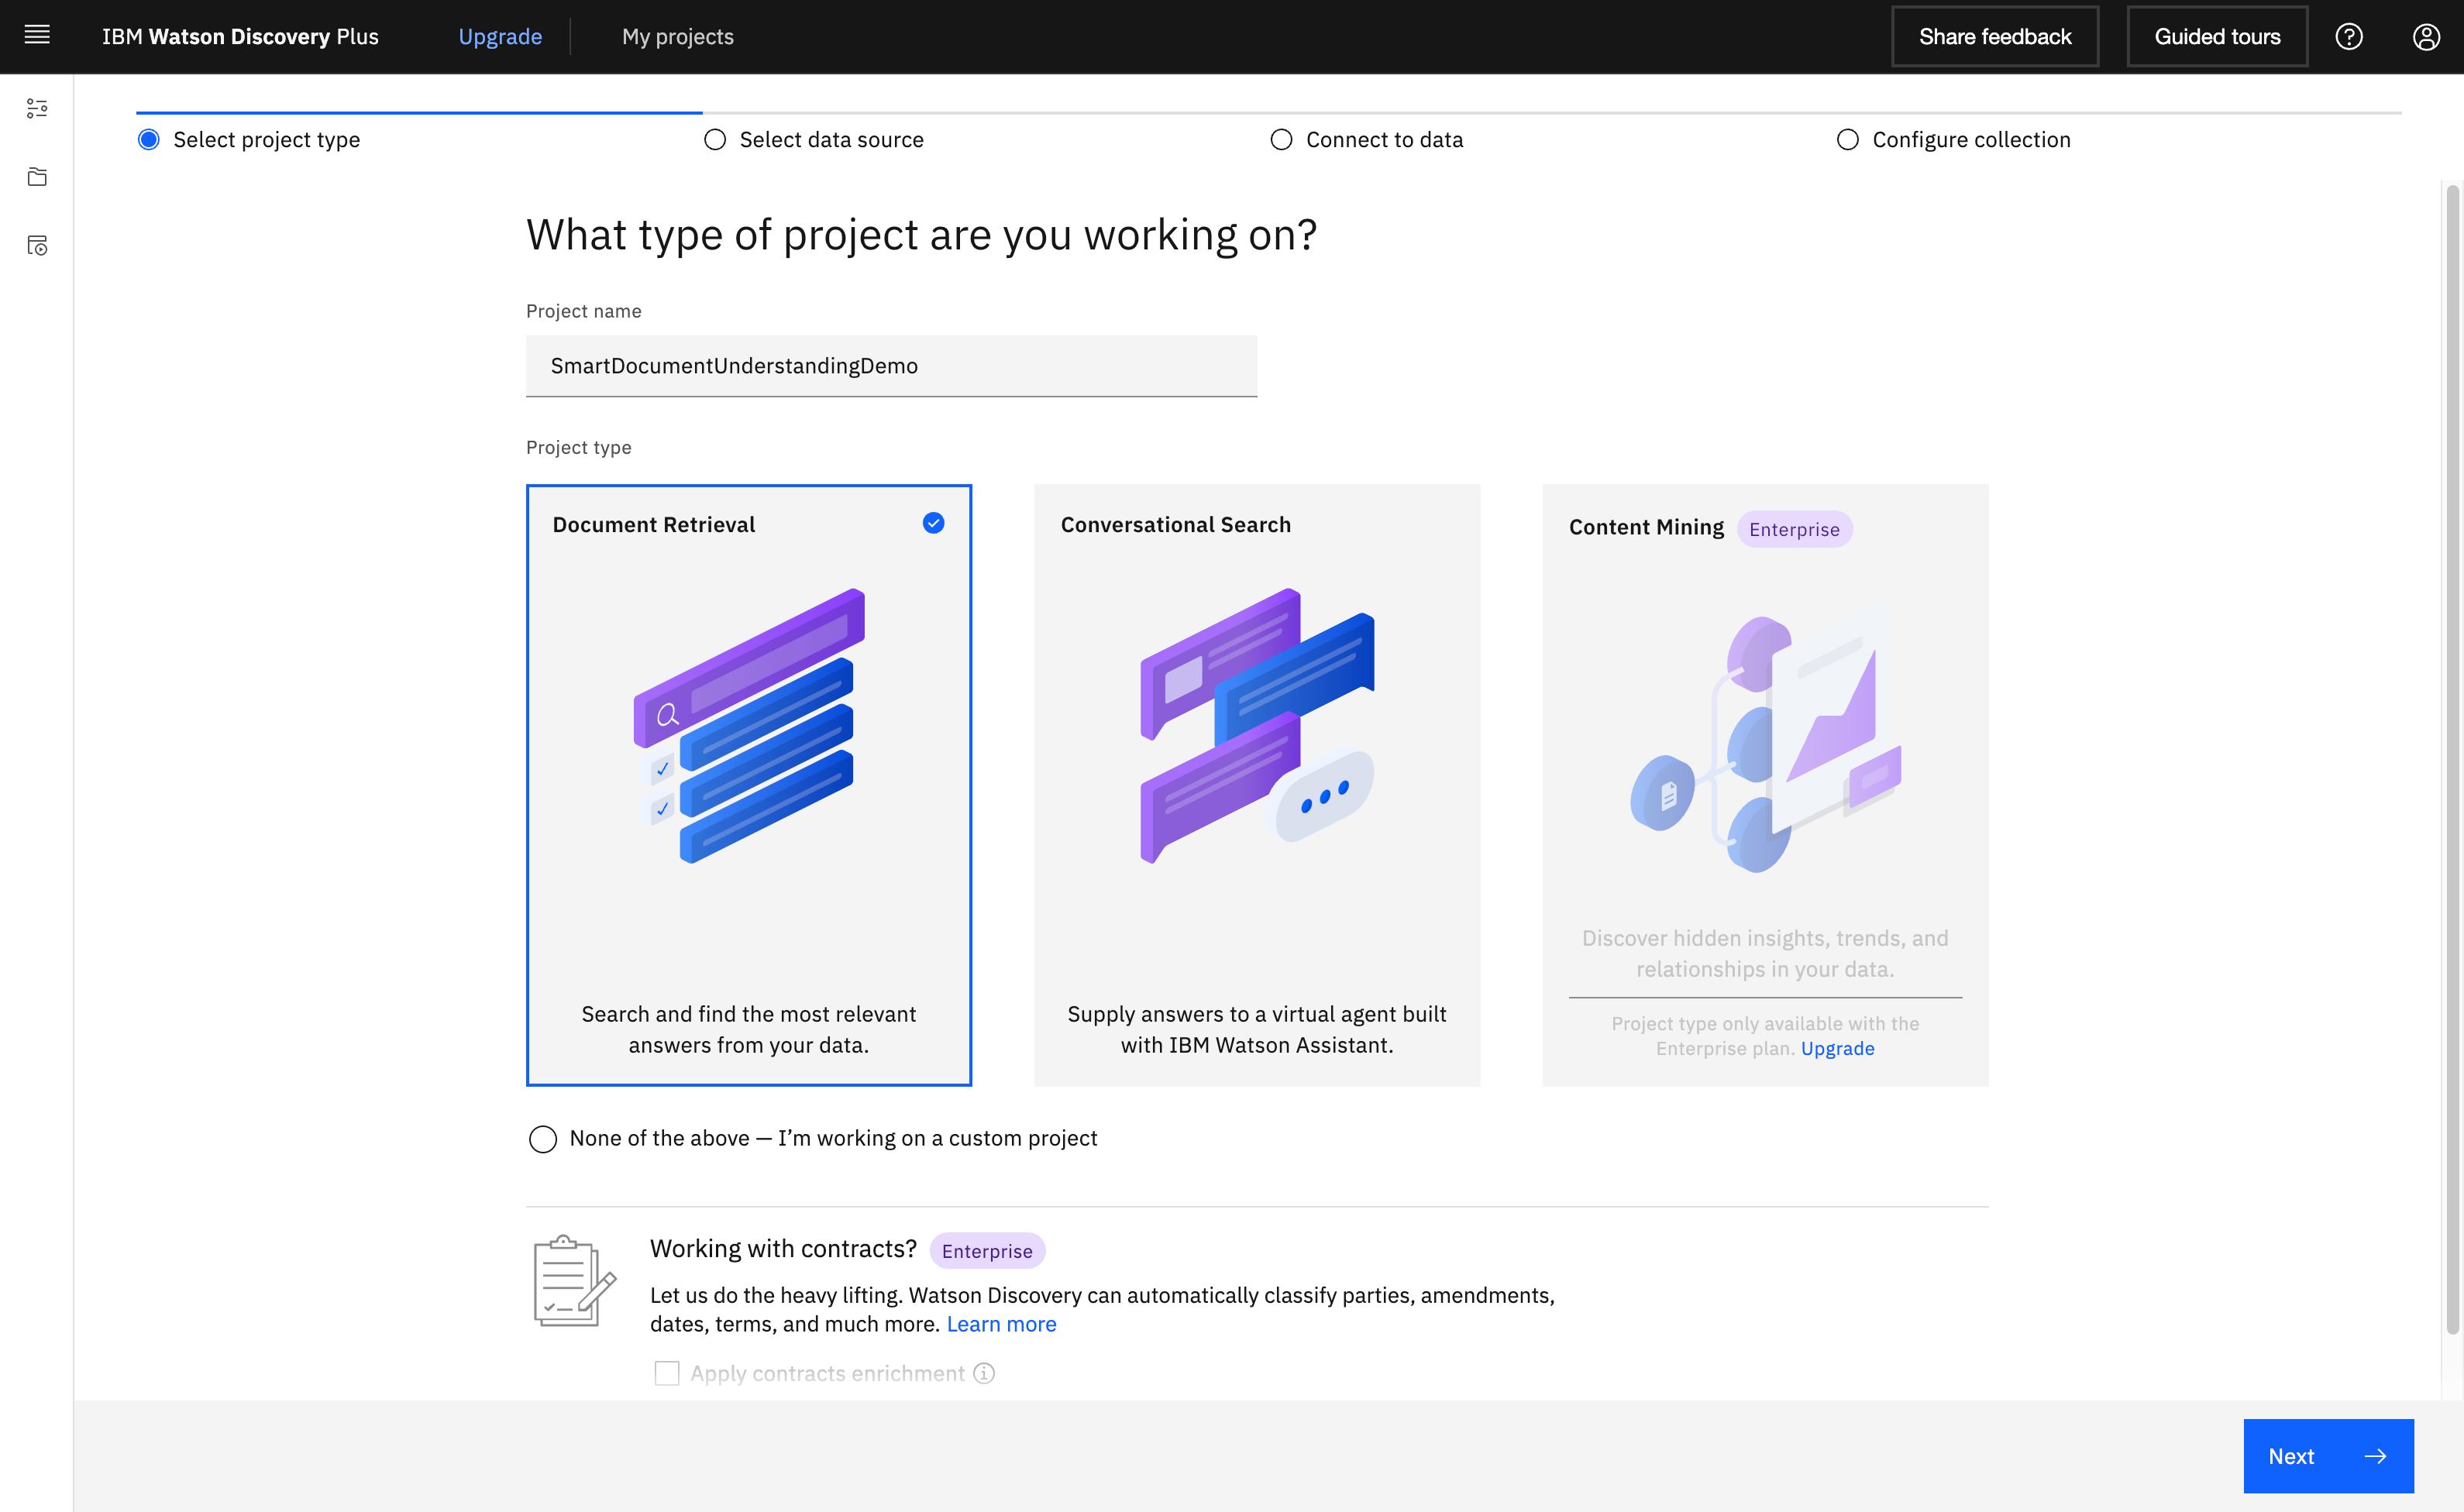 IBM Watson Discovery Plus
Upgrade
My projects
Share feedback
Guided tours
Select project type
Select data source
Connect to data
Configure collection
What type of project are you working on?
Project name
SmartDocumentUnderstandingDemo
Project type
Document Retrieval
Search and find the most relevant
answers from your data.
Conversational Search
Supply answers to a virtual agent built
with IBM Watson Assistant.
Content Mining Enterprise
Discover hidden insights, trends, and
relationships in your data.
Project type only available with the
Enterprise plan. Upgrade
None of the above — I’m working on a custom project
Working with contracts? Enterprise
Let us do the heavy lifting. Watson Discovery can automatically classify parties, amendments,
dates, terms, and much more. Learn more
Apply contracts enrichment
Next